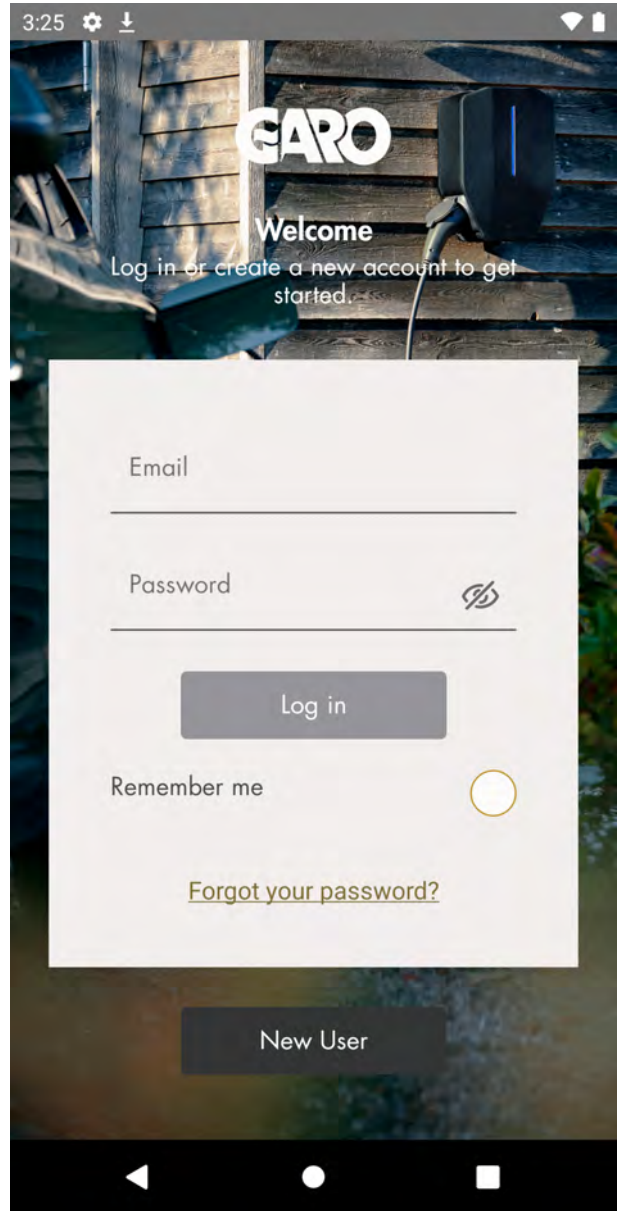 3:25
GARO
Welcome
Log in or create a new account to get
started.
Email
Password
Log in
Remember me
Forgot your password?
New User